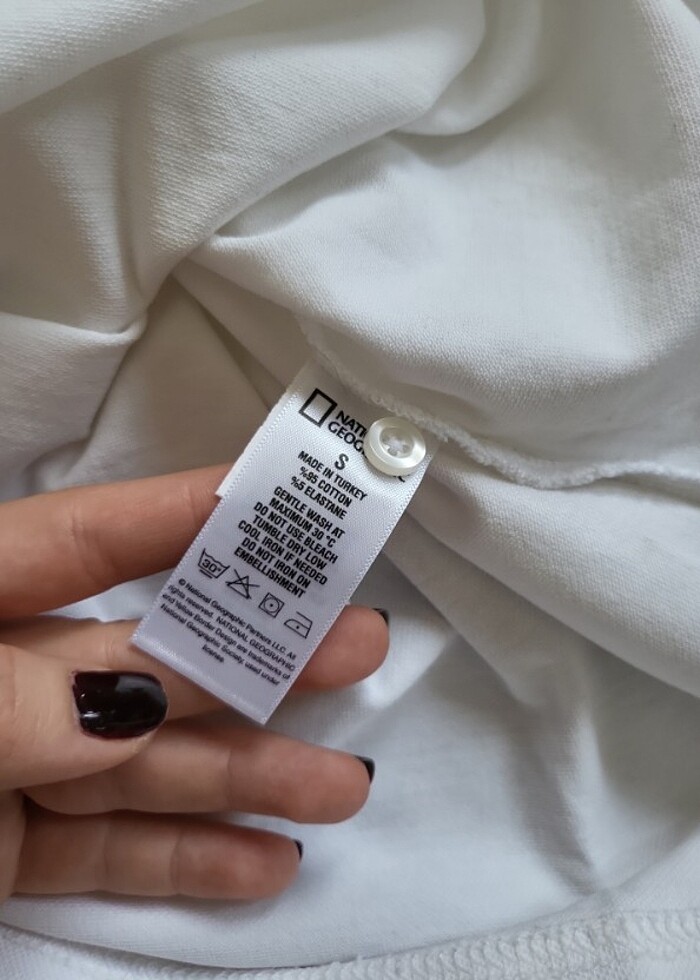 NATI
GEOG
S
MADE IN TURKEY
%95 COTTON
%5 ELASTANE
GENTLE WASH AT
MAXIMUM 30 °C
DO NOT USE BLEACH
TUMBLE DRY LOW
COOL IRON IF NEEDED
DO NOT IRON ON
EMBELLISHMENT
30°
© National Geographic Partners LLC. All
rights reserved. NATIONAL GEOGRAPHIC
and Yellow Border Design are trademarks of
National Geographic Society, used under
license.